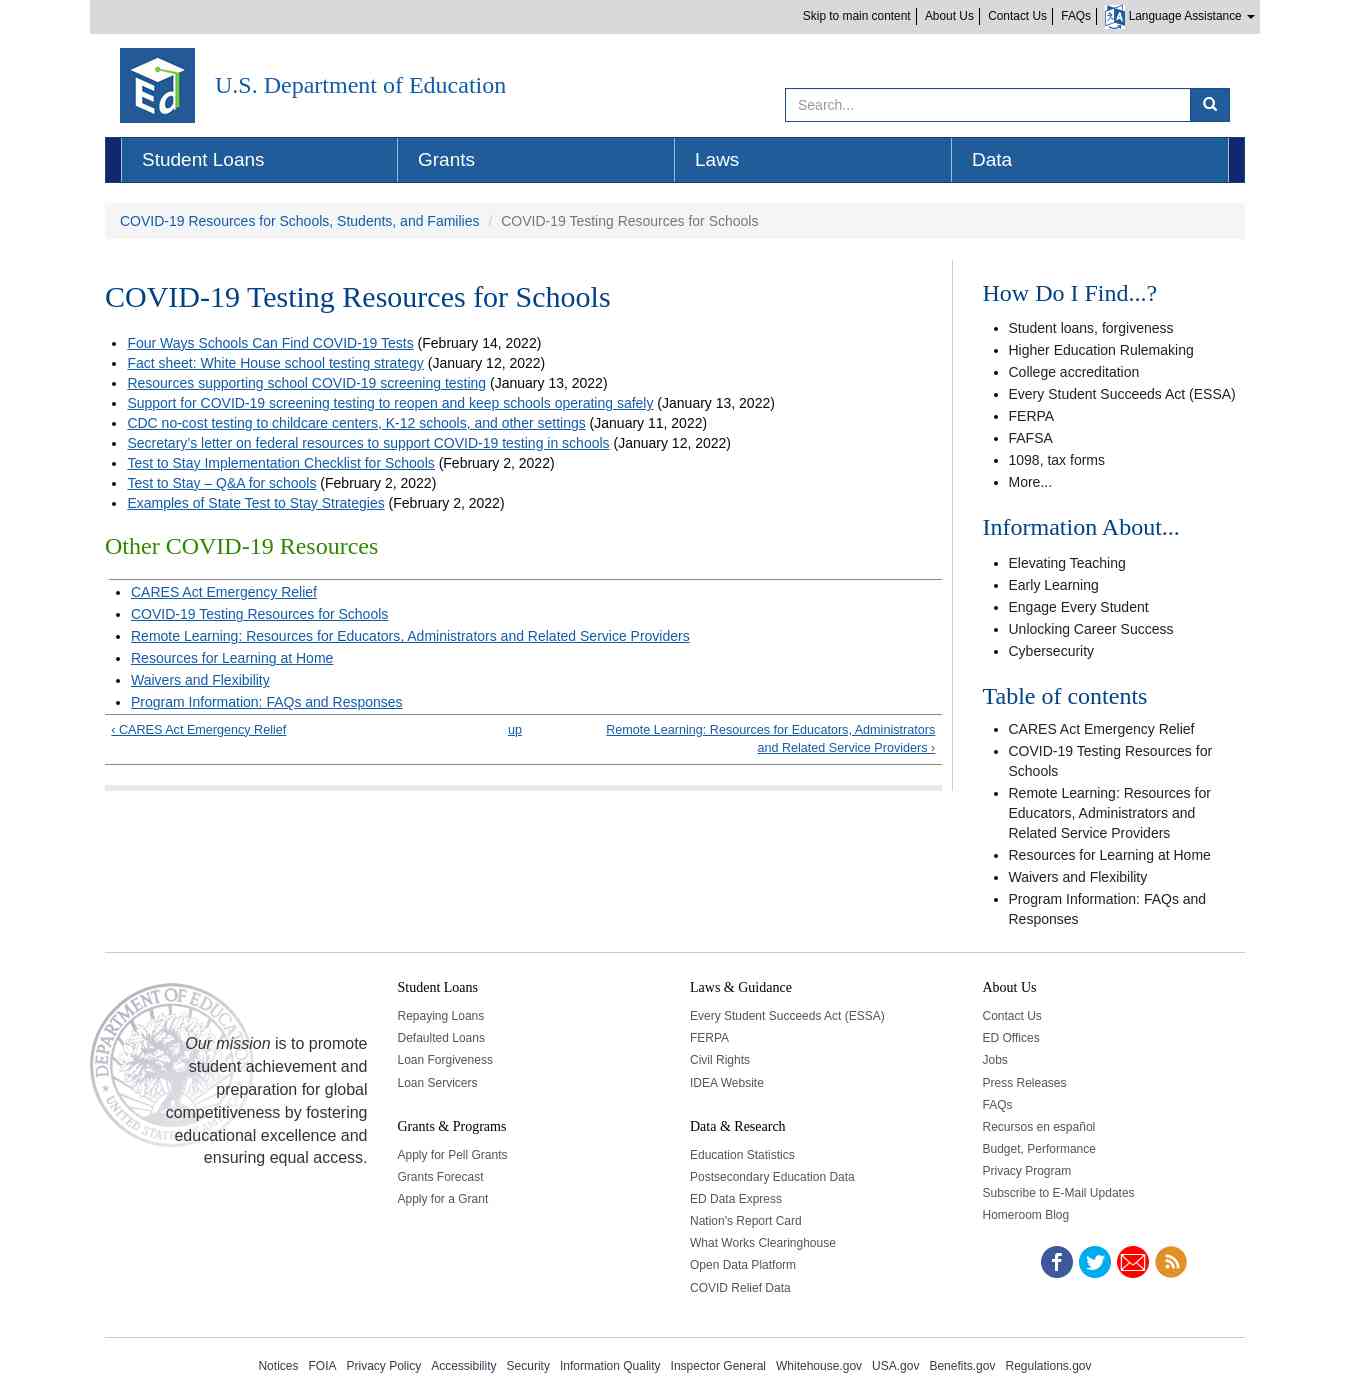 Skip to main content | About Us | Contact Us | FAQs | Language Assistance
U.S. Department of Education
Search...
Student Loans
Grants
Laws
Data
COVID-19 Resources for Schools, Students, and Families / COVID-19 Testing Resources for Schools
COVID-19 Testing Resources for Schools
Four Ways Schools Can Find COVID-19 Tests (February 14, 2022)
Fact sheet: White House school testing strategy (January 12, 2022)
Resources supporting school COVID-19 screening testing (January 13, 2022)
Support for COVID-19 screening testing to reopen and keep schools operating safely (January 13, 2022)
CDC no-cost testing to childcare centers, K-12 schools, and other settings (January 11, 2022)
Secretary's letter on federal resources to support COVID-19 testing in schools (January 12, 2022)
Test to Stay Implementation Checklist for Schools (February 2, 2022)
Test to Stay – Q&A for schools (February 2, 2022)
Examples of State Test to Stay Strategies (February 2, 2022)
Other COVID-19 Resources
CARES Act Emergency Relief
COVID-19 Testing Resources for Schools
Remote Learning: Resources for Educators, Administrators and Related Service Providers
Resources for Learning at Home
Waivers and Flexibility
Program Information: FAQs and Responses
‹ CARES Act Emergency Relief
up
Remote Learning: Resources for Educators, Administrators
and Related Service Providers ›
How Do I Find...?
Student loans, forgiveness
Higher Education Rulemaking
College accreditation
Every Student Succeeds Act (ESSA)
FERPA
FAFSA
1098, tax forms
More...
Information About...
Elevating Teaching
Early Learning
Engage Every Student
Unlocking Career Success
Cybersecurity
Table of contents
CARES Act Emergency Relief
COVID-19 Testing Resources for
Schools
Remote Learning: Resources for
Educators, Administrators and
Related Service Providers
Resources for Learning at Home
Waivers and Flexibility
Program Information: FAQs and
Responses
Our mission is to promote
student achievement and
preparation for global
competitiveness by fostering
educational excellence and
ensuring equal access.
Student Loans
Repaying Loans
Defaulted Loans
Loan Forgiveness
Loan Servicers
Grants & Programs
Apply for Pell Grants
Grants Forecast
Apply for a Grant
Laws & Guidance
Every Student Succeeds Act (ESSA)
FERPA
Civil Rights
IDEA Website
Data & Research
Education Statistics
Postsecondary Education Data
ED Data Express
Nation's Report Card
What Works Clearinghouse
Open Data Platform
COVID Relief Data
About Us
Contact Us
ED Offices
Jobs
Press Releases
FAQs
Recursos en español
Budget, Performance
Privacy Program
Subscribe to E-Mail Updates
Homeroom Blog
Notices FOIA Privacy Policy Accessibility Security Information Quality Inspector General Whitehouse.gov USA.gov Benefits.gov Regulations.gov